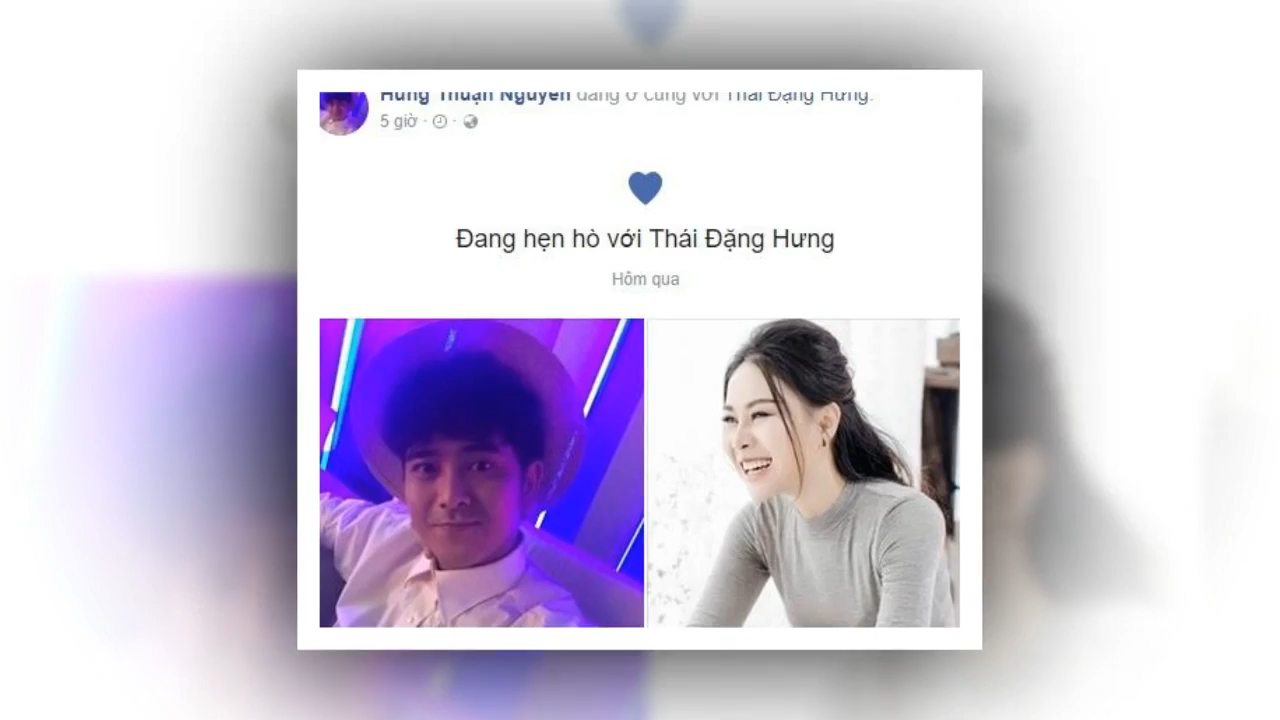 Hùng Thuận Nguyễn đang ở cùng với Thái Đặng Hưng.
5 giờ
Đang hẹn hò với Thái Đặng Hưng
Hôm qua